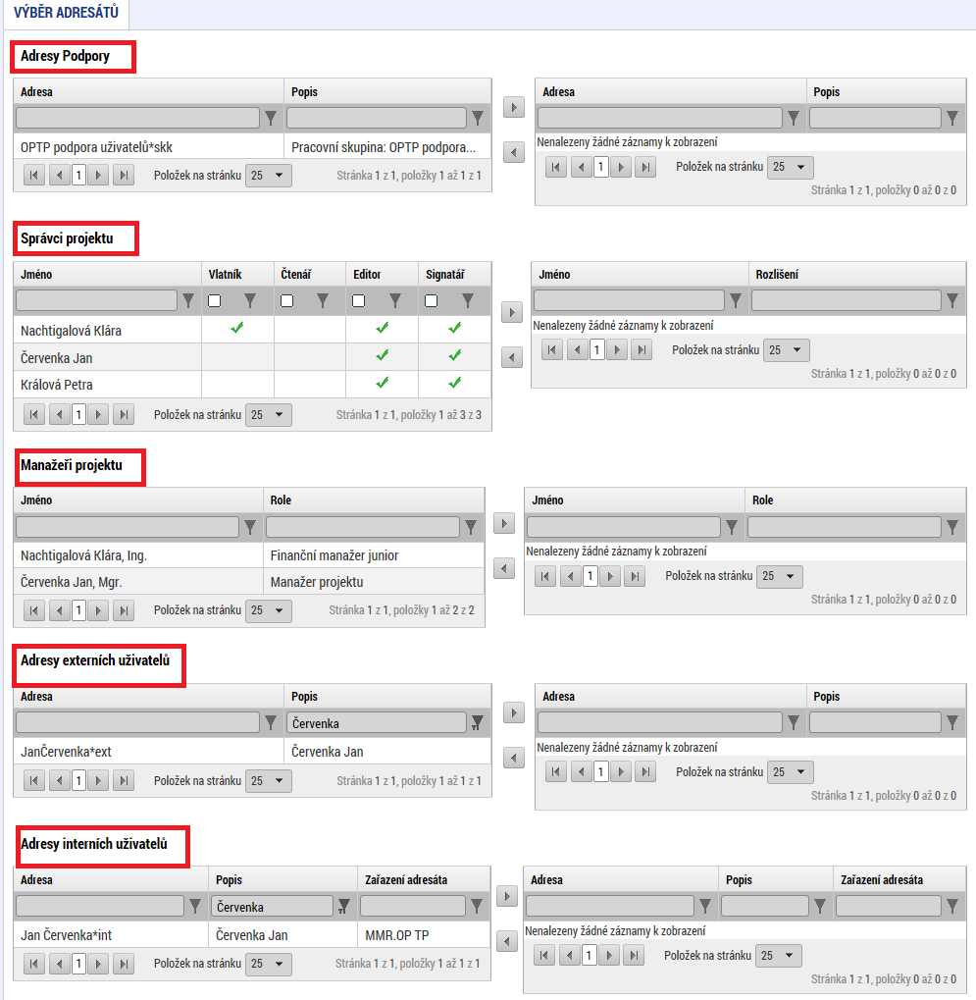 VÝBĚR ADRESÁTŮ
Adresy Podpory
Adresa Popis Adresa Popis
OPTP podpora uživatelů*skk Pracovní skupina: OPTP podpora... Nenalezeny žádné záznamy k zobrazení
1 Položek na stránku 25 Stránka 1 z 1, položky 1 až 1 z 1 1 Položek na stránku 25
Stránka 1 z 1, položky 0 až 0 z 0
Správci projektu
Jméno Vlatník Čtenář Editor Signatář Jméno Rozlišení
Nachtigalová Klára Nenalezeny žádné záznamy k zobrazení
Červenka Jan 1 Položek na stránku 25
Králová Petra Stránka 1 z 1, položky 0 až 0 z 0
1 Položek na stránku 25 Stránka 1 z 1, položky 1 až 3 z 3
Manažeři projektu
Jméno Role Jméno Role
Nachtigalová Klára, Ing. Finanční manažer junior Nenalezeny žádné záznamy k zobrazení
Červenka Jan, Mgr. Manažer projektu 1 Položek na stránku 25
1 Položek na stránku 25 Stránka 1 z 1, položky 1 až 2 z 2 Stránka 1 z 1, položky 0 až 0 z 0
Adresy externích uživatelů
Adresa Popis Adresa Popis
Červenka
JanČervenka*ext Červenka Jan Nenalezeny žádné záznamy k zobrazení
1 Položek na stránku 25 Stránka 1 z 1, položky 1 až 1 z 1 1 Položek na stránku 25
Stránka 1 z 1, položky 0 až 0 z 0
Adresy interních uživatelů
Adresa Popis Zařazení adresáta Adresa Popis Zařazení adresáta
Červenka
Jan Červenka*int Červenka Jan MMR.OP TP Nenalezeny žádné záznamy k zobrazení
1 Položek na stránku 25 Stránka 1 z 1, položky 1 až 1 z 1 1 Položek na stránku 25
Stránka 1 z 1, položky 0 až 0 z 0